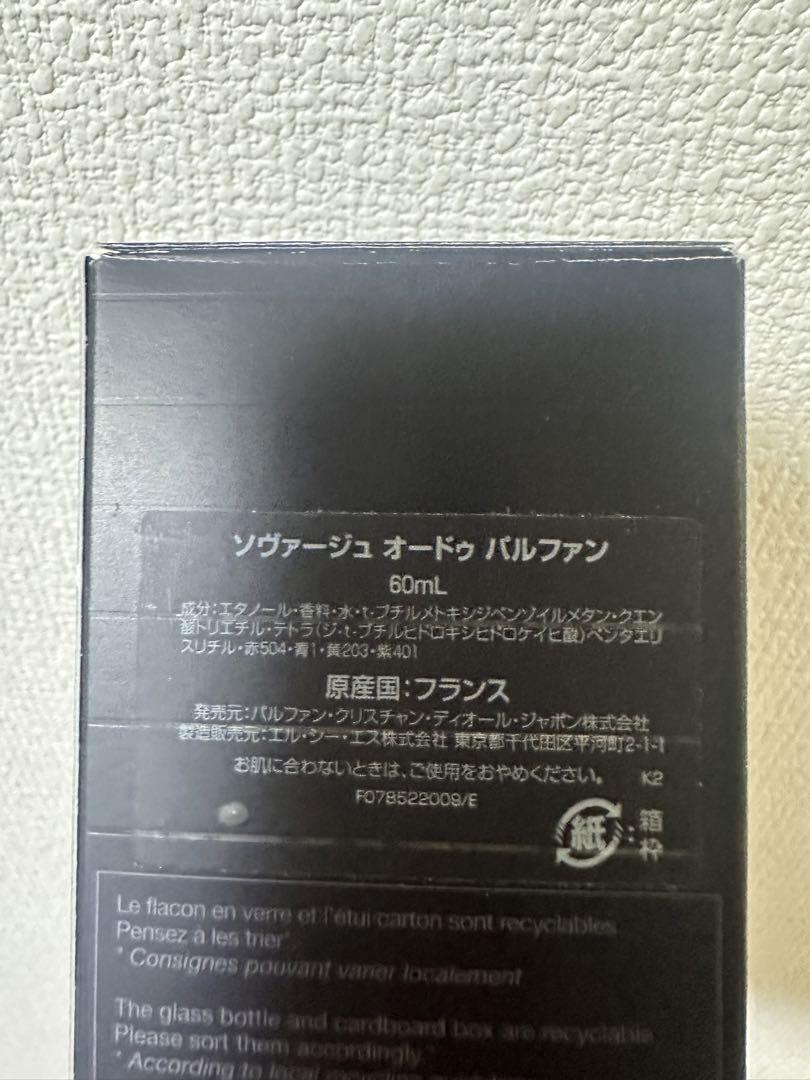 ソヴァージュ オードゥ パルファン
60mL
成分:エタノール・香料・水・t-ブチルメトキシジベンゾイルメタン・クエン
酸トリエチル・テトラ(ジ-t-ブチルヒドロキシヒドロケイヒ酸)ペンタエリ
スリチル・赤504・青1・黄203・紫401
原産国:フランス
発売元:パルファン・クリスチャン・ディオール・ジャポン株式会社
製造販売元:エル・シー・エス株式会社 東京都千代田区平河町2-1-1
お肌に合わないときは、ご使用をおやめください。 K2
F078522009/E
紙:箱
枠
Le flacon en verre et l'étui carton sont recyclables.
Pensez à les trier*
* Consignes pouvant varier localement
The glass bottle and cardboard box are recyclable.
Please sort them accordingly.*
* According to local